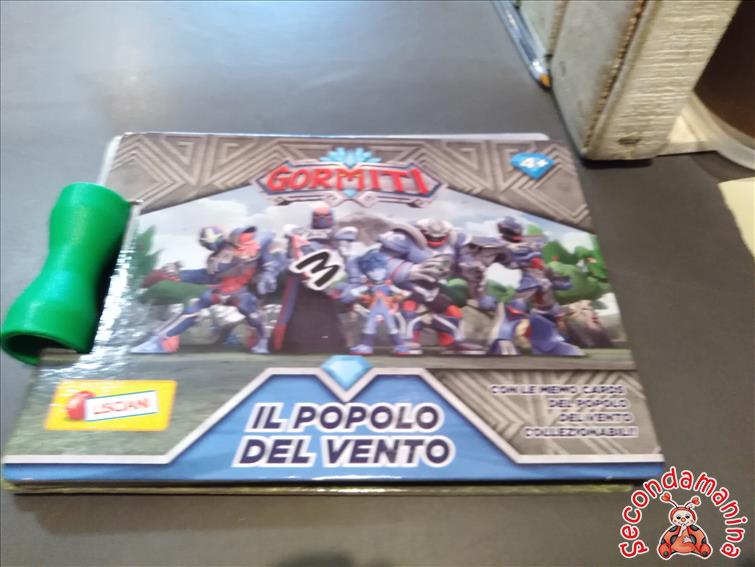 GORMITI
4+
M
LISCIANI
IL POPOLO
DEL VENTO
CON LE MEMO CARDS
DEL POPOLO
DEL VENTO
COLLEZIONABILI!
secondamanina